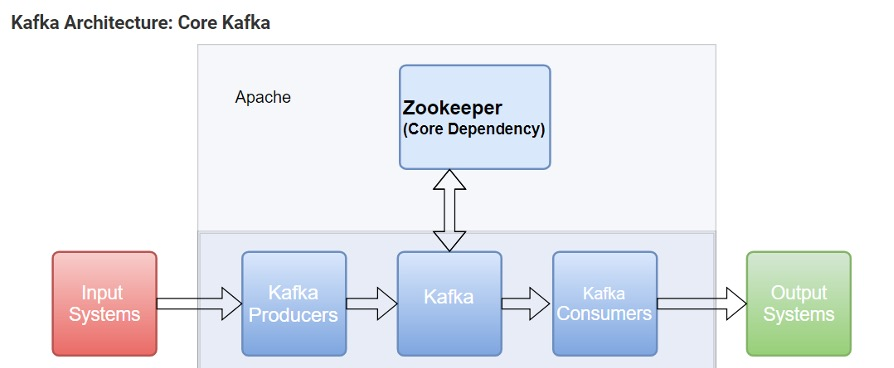 Kafka Architecture: Core Kafka
Apache
Zookeeper
(Core Dependency)
Input
Systems
Kafka
Producers
Kafka
Kafka
Consumers
Output
Systems